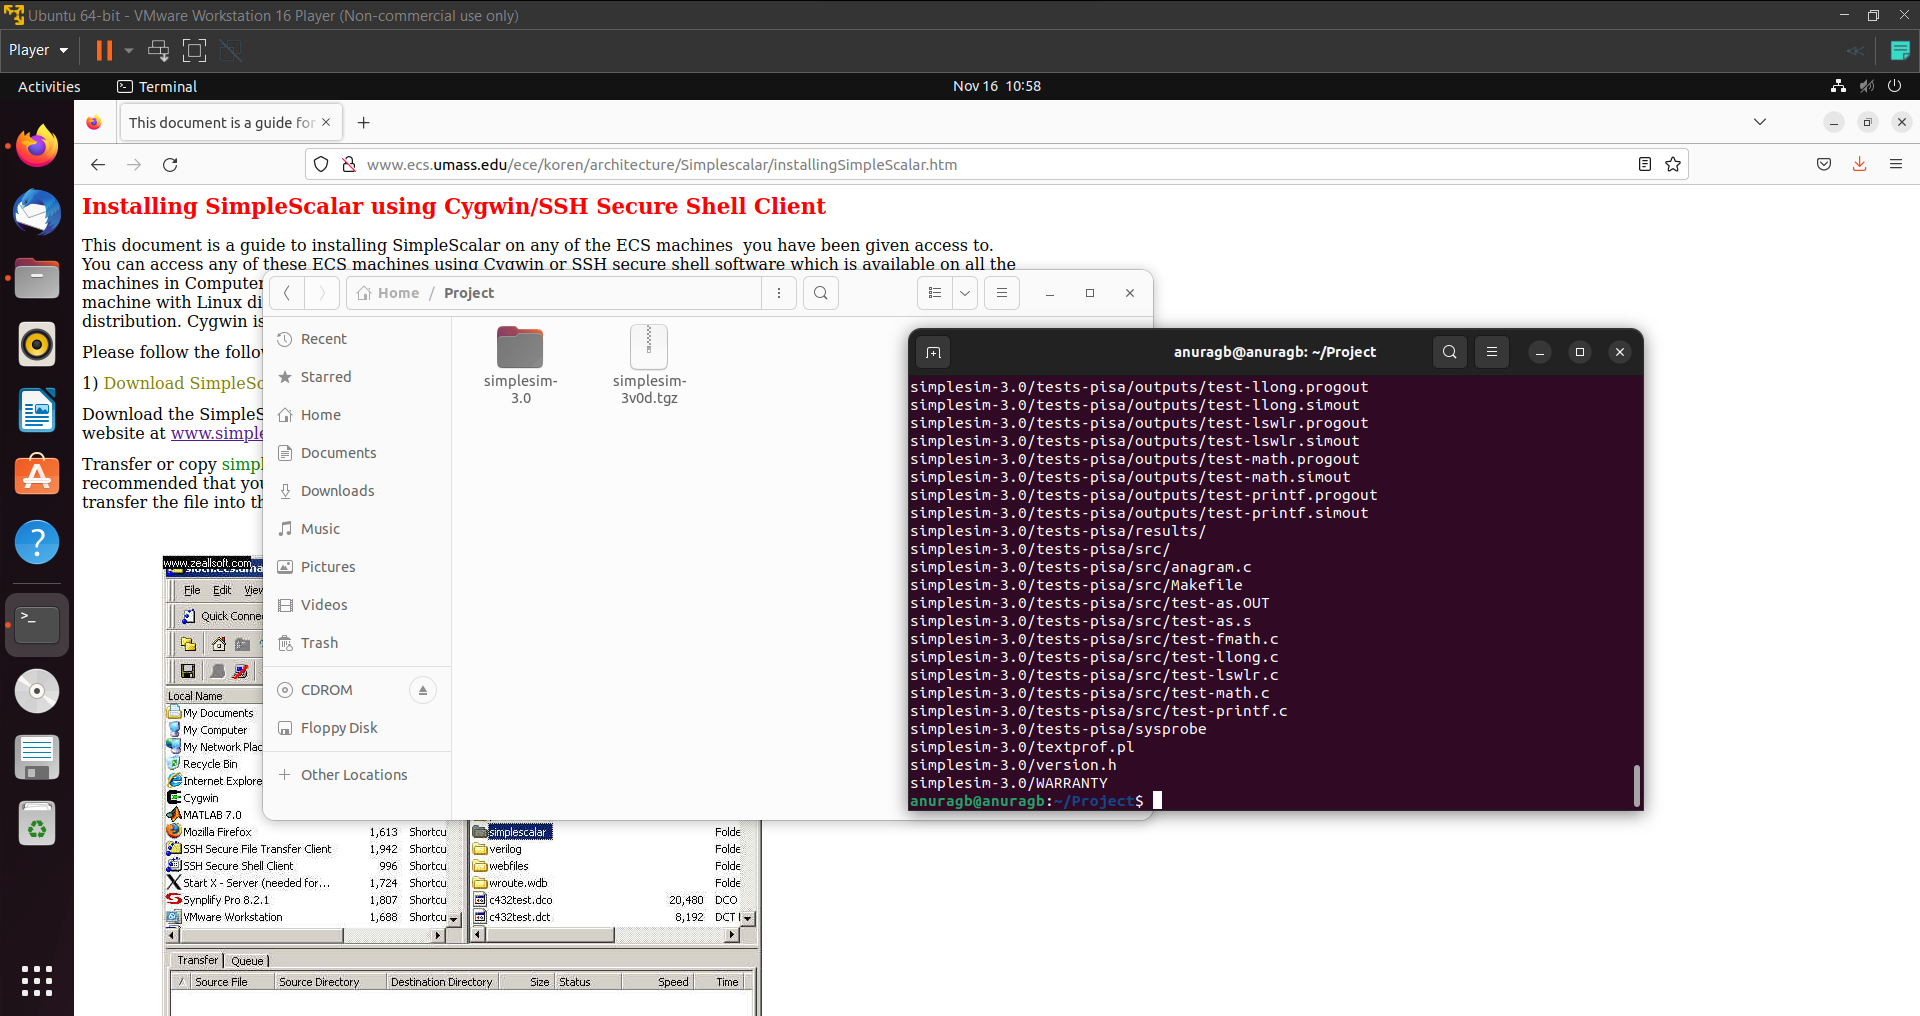 Ubuntu 64-bit - VMware Workstation 16 Player (Non-commercial use only)
Player
Activities
Terminal
Nov 16 10:58
This document is a guide for
www.ecs.umass.edu/ece/koren/architecture/Simplescalar/installingSimpleScalar.htm
Installing SimpleScalar using Cygwin/SSH Secure Shell Client
This document is a guide to installing SimpleScalar on any of the ECS machines you have been given access to.
You can access any of these ECS machines using Cygwin or SSH secure shell software which is available on all the
machines in Computer
machine with Linux di
distribution. Cygwin is
Please follow the follow
1) Download SimpleSc
Download the SimpleS
website at www.simple
Transfer or copy simpl
recommended that you
transfer the file into th
Home / Project
Recent
Starred
Home
Documents
Downloads
Music
Pictures
Videos
Trash
CDROM
Floppy Disk
Other Locations
simplesim-
3.0
simplesim-
3v0d.tgz
anuragb@anuragb: ~/Project
simplesim-3.0/tests-pisa/outputs/test-llong.progout
simplesim-3.0/tests-pisa/outputs/test-llong.simout
simplesim-3.0/tests-pisa/outputs/test-lswlr.progout
simplesim-3.0/tests-pisa/outputs/test-lswlr.simout
simplesim-3.0/tests-pisa/outputs/test-math.progout
simplesim-3.0/tests-pisa/outputs/test-math.simout
simplesim-3.0/tests-pisa/outputs/test-printf.progout
simplesim-3.0/tests-pisa/outputs/test-printf.simout
simplesim-3.0/tests-pisa/results/
simplesim-3.0/tests-pisa/src/
simplesim-3.0/tests-pisa/src/anagram.c
simplesim-3.0/tests-pisa/src/Makefile
simplesim-3.0/tests-pisa/src/test-as.OUT
simplesim-3.0/tests-pisa/src/test-as.s
simplesim-3.0/tests-pisa/src/test-fmath.c
simplesim-3.0/tests-pisa/src/test-llong.c
simplesim-3.0/tests-pisa/src/test-lswlr.c
simplesim-3.0/tests-pisa/src/test-math.c
simplesim-3.0/tests-pisa/src/test-printf.c
simplesim-3.0/tests-pisa/sysprobe
simplesim-3.0/textprof.pl
simplesim-3.0/version.h
simplesim-3.0/WARRANTY
anuragb@anuragb:~/Project$
www.zeallsoft.com
File Edit View
Quick Conne
Local Name
My Documents
My Computer
My Network Plac
Recycle Bin
Internet Explore
Cygwin
MATLAB 7.0
Mozilla Firefox 1,613 Shortcu
SSH Secure File Transfer Client 1,942 Shortcu
SSH Secure Shell Client 996 Shortcu
Start X - Server (needed for... 1,724 Shortcu
Synplify Pro 8.2.1 1,807 Shortcu
VMware Workstation 1,688 Shortcu
simplescalar Folde
verilog Folde
webfiles Folde
wroute.wdb Folde
c432test.dco 20,480 DCO
c432test.dct 8,192 DCT
Transfer Queue
/ Source File Source Directory Destination Directory Size Status Speed Time